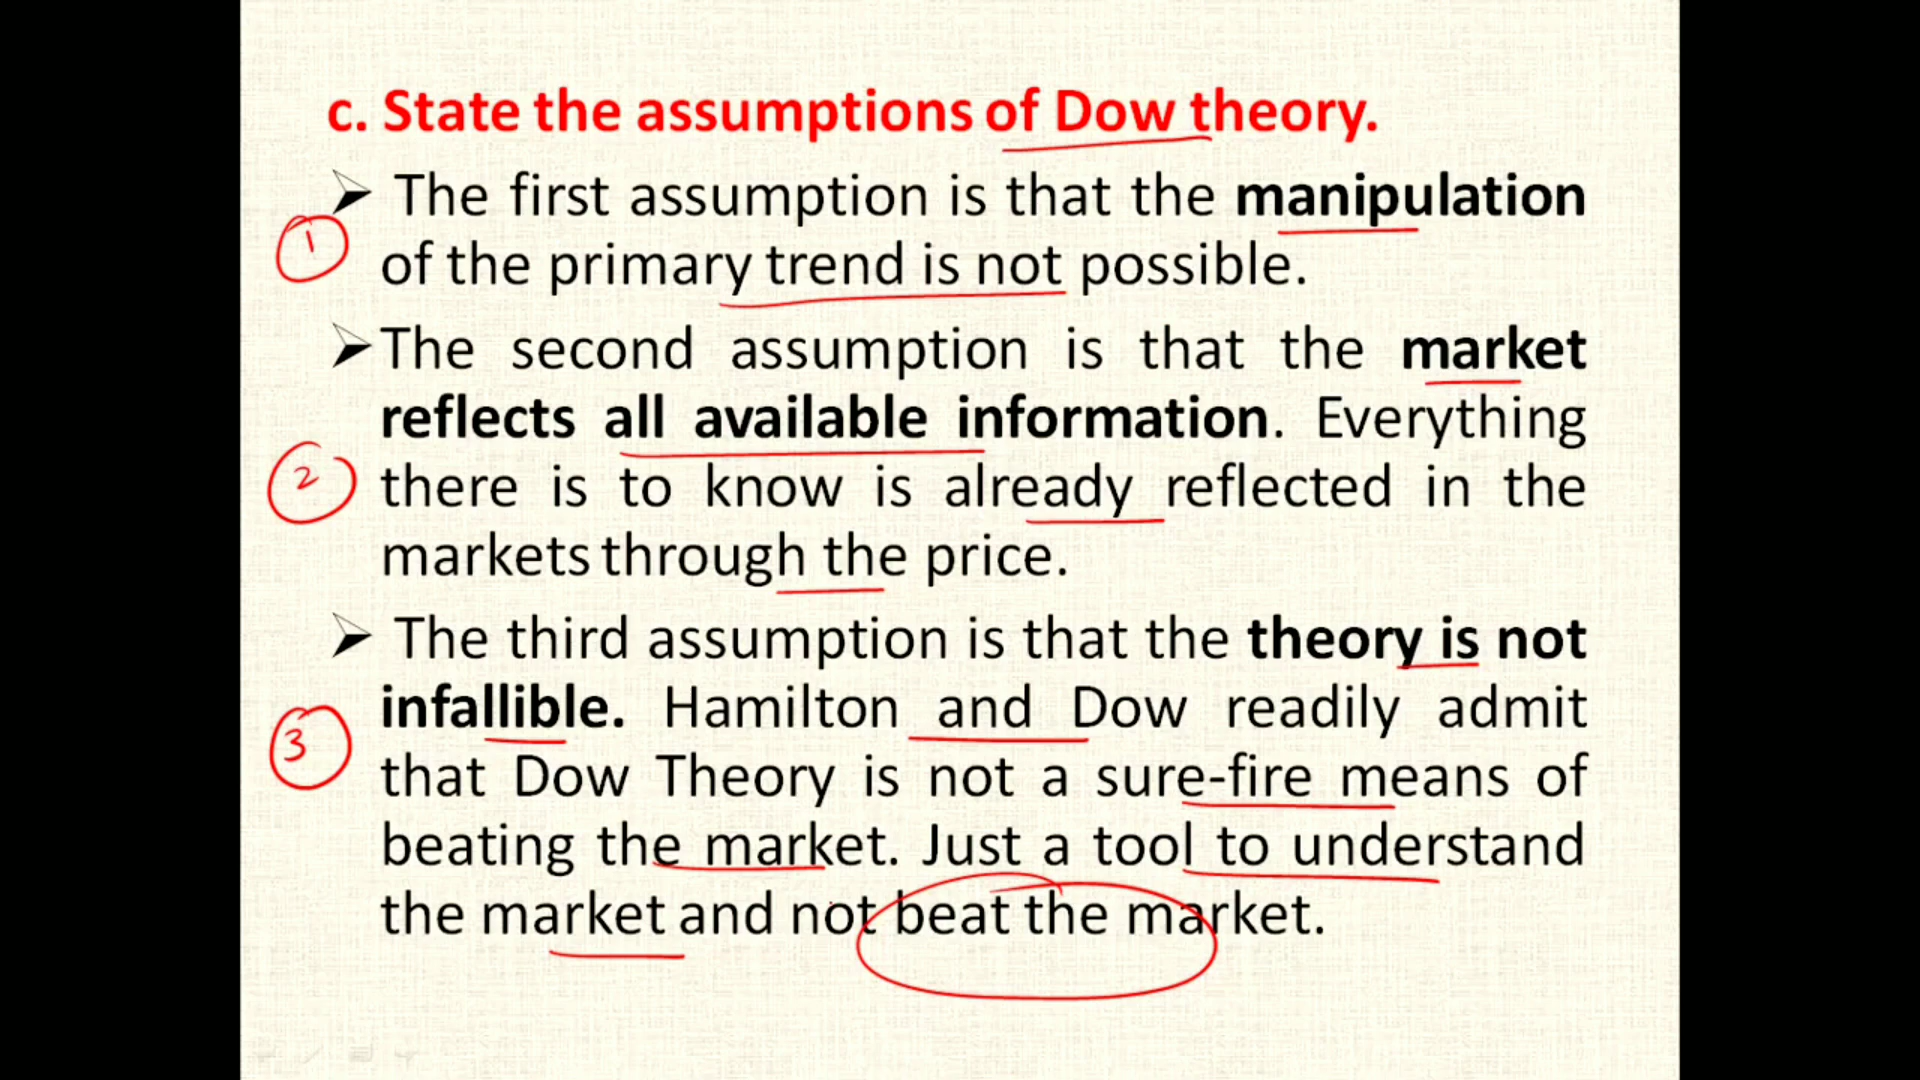 c. State the assumptions of Dow theory.
➤ The first assumption is that the manipulation
1
of the primary trend is not possible.
➤ The second assumption is that the market
reflects all available information. Everything
2
there is to know is already reflected in the
markets through the price.
➤ The third assumption is that the theory is not
infallible. Hamilton and Dow readily admit
3
that Dow Theory is not a sure-fire means of
beating the market. Just a tool to understand
the market and not beat the market.